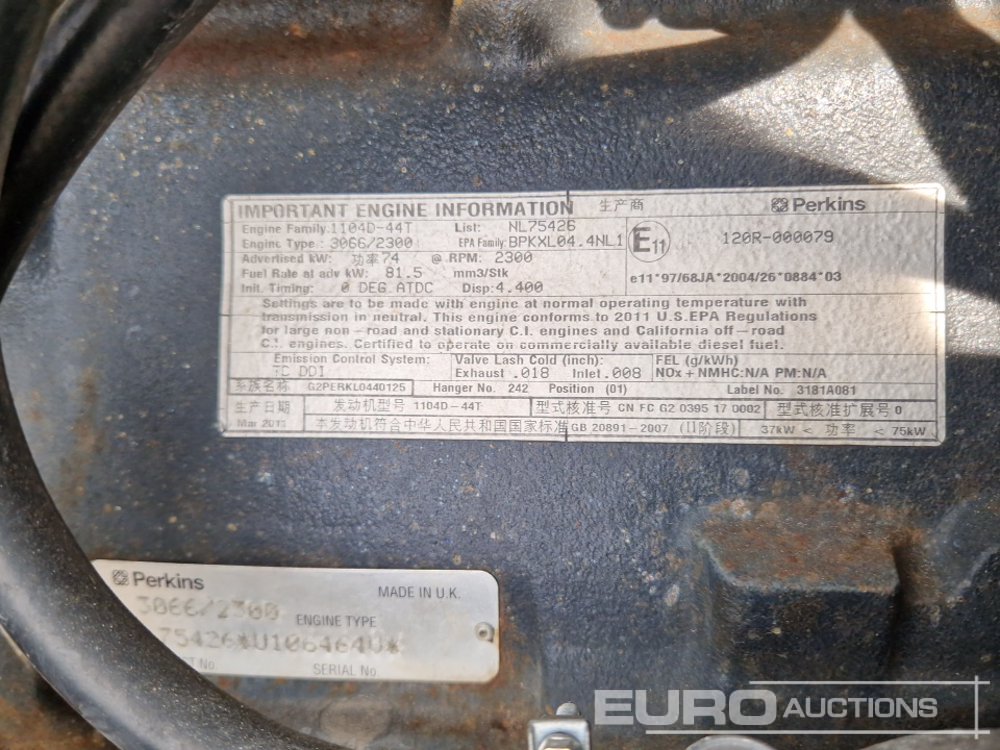 IMPORTANT ENGINE INFORMATION 生产商 Perkins
Engine Family: 1104D-44T List: NL75426
Engine Type: 3066/2300 EPA Family: BPKXL04.4NL1 E11 120R-000079
Advertised kW: 功率74 @ RPM: 2300
Fuel Rate at adv kW: 81.5 mm3/Stk e11*97/68JA*2004/26*0884*03
Init. Timing: 0 DEG.ATDC Disp: 4.400
Settings are to be made with engine at normal operating temperature with
transmission in neutral. This engine conforms to 2011 U.S.EPA Regulations
for large non-road and stationary C.I. engines and California off-road
C.I. engines. Certified to operate on commercially available diesel fuel.
Emission Control System: Valve Lash Cold (inch): FEL (g/kWh)
TC DDI Exhaust .018 Inlet .008 NOx + NMHC: N/A PM: N/A
系族名称 G2PERKL0440125 Hanger No. 242 Position (01) Label No. 3181A081
生产日期 发动机型号 1104D-44T 型式核准号 CN FC G2 0395 17 0002 型式核准扩展号 0
Mar 本发动机符合中华人民共和国国家标准 GB 20891-2007 (II阶段) 37kW < 功率 < 75kW
Perkins MADE IN U.K.
3066/2300 ENGINE TYPE
75426*U106464U*
T No. SERIAL No.
EURO AUCTIONS